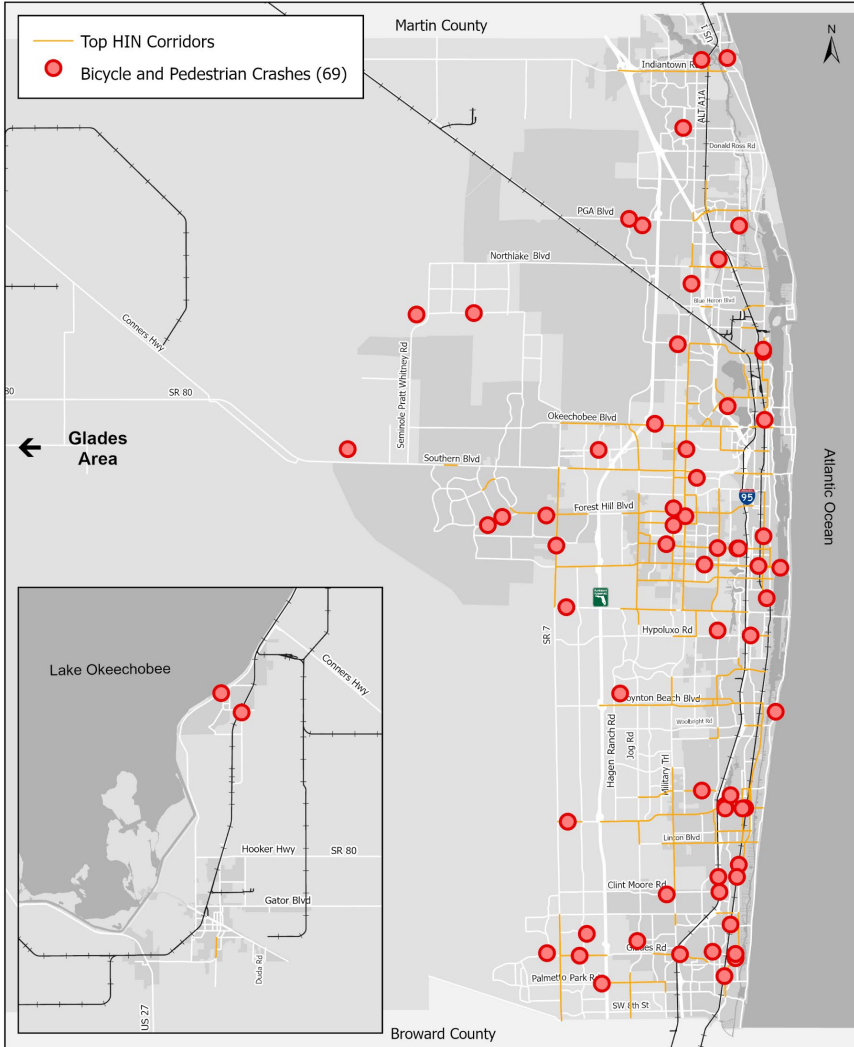 Top HIN Corridors
Bicycle and Pedestrian Crashes (69)
Martin County
N
US 1
Indiantown R
ALT A1A
Donald Ross Rd
PGA Blvd
Northlake Blvd
Blue Heron Blvd
Conners Hwy
Seminole Pratt Whitney Rd
80
SR 80
Okeechobee Blvd
Glades
Area
Southern Blvd
Atlantic Ocean
95
Forest Hill Blvd
SR 7
Hypoluxo Rd
Lake Okeechobee
Conners Hwy
oynton Beach Blvd
Woolbright Rd
Hagen Ranch Rd
Jog Rd
Military Trl
Linton Blvd
Hooker Hwy
SR 80
Clint Moore Rd
Gator Blvd
Duda Rd
Glades Rd
Palmetto Park R
SW 8th St
US 27
Broward County